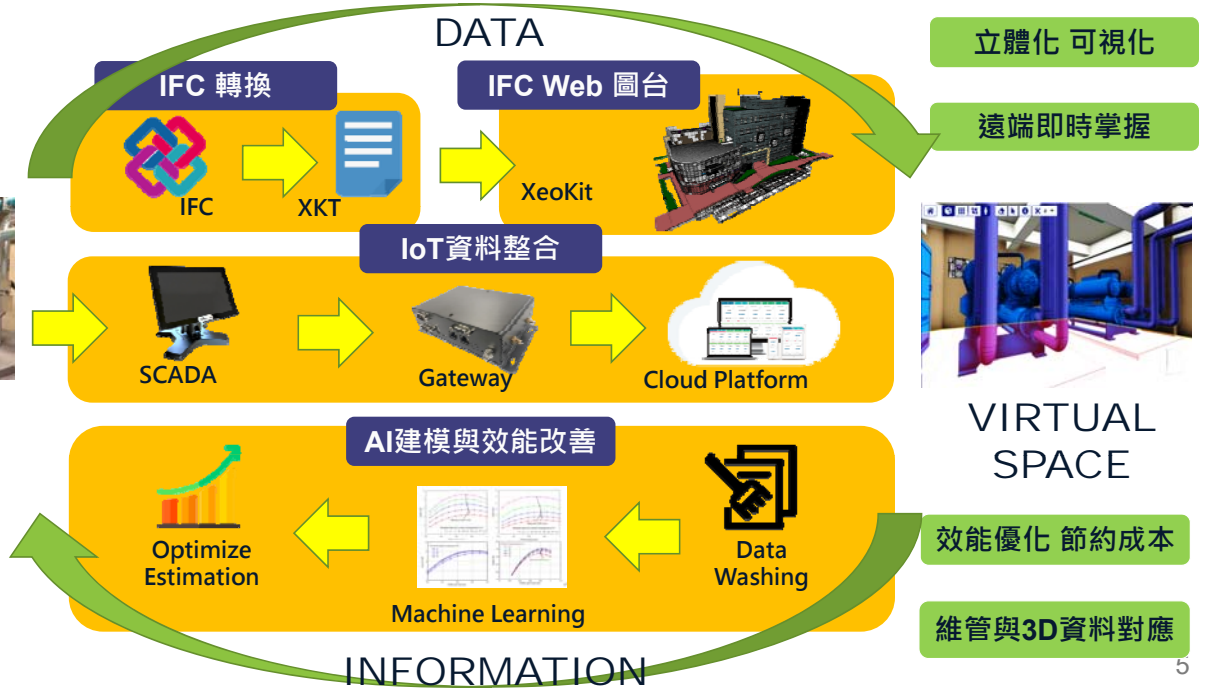 DATA
立體化 可視化
IFC 轉換
IFC Web 圖台
遠端即時掌握
IFC
XKT
XeoKit
IoT資料整合
SCADA
Gateway
Cloud Platform
VIRTUAL
SPACE
AI建模與效能改善
Optimize
Estimation
Machine Learning
Data
Washing
效能優化 節約成本
維管與3D資料對應
INFORMATION
5